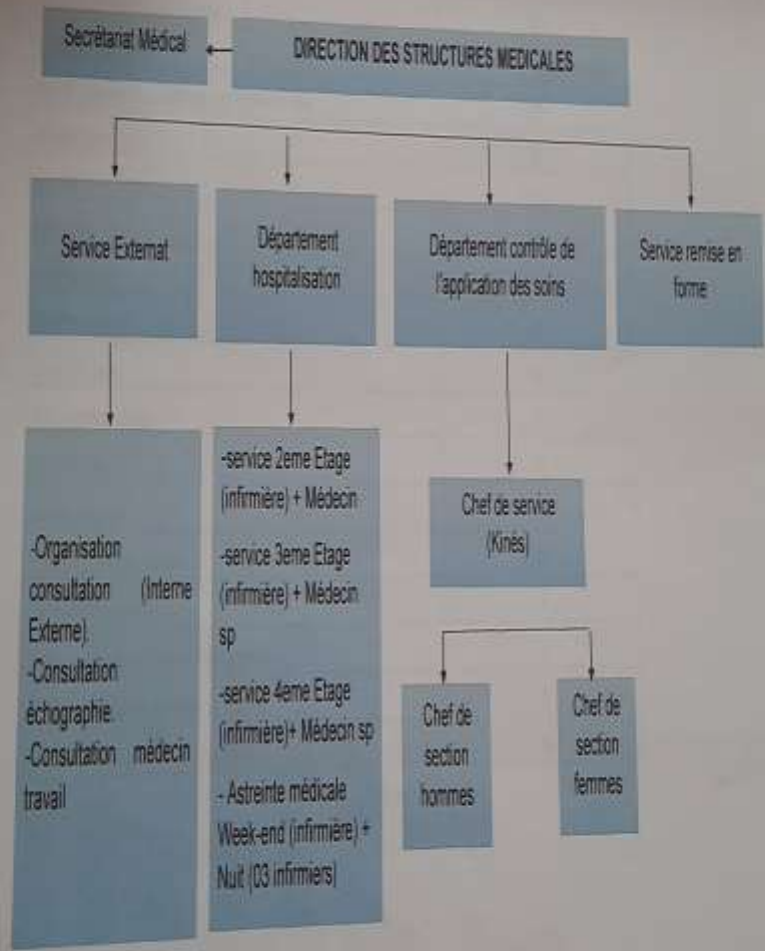 Secrétariat Médical
DIRECTION DES STRUCTURES MEDICALES
Service Externat
Département
hospitalisation
Département contrôle de
l'application des soins
Service remise en
forme
-Organisation
consultation (Interne
Externe).
-Consultation
échographie.
-Consultation médecin
travail
-service 2eme Etage
(infirmière) + Médecin
-service 3eme Etage
(infirmière) + Médecin
sp
-service 4eme Etage
(infirmière)+ Médecin sp
- Astreinte médicale
Week-end (infirmière) +
Nuit (03 infirmiers)
Chef de service
(Kinés)
Chef de
section
hommes
Chef de
section
femmes